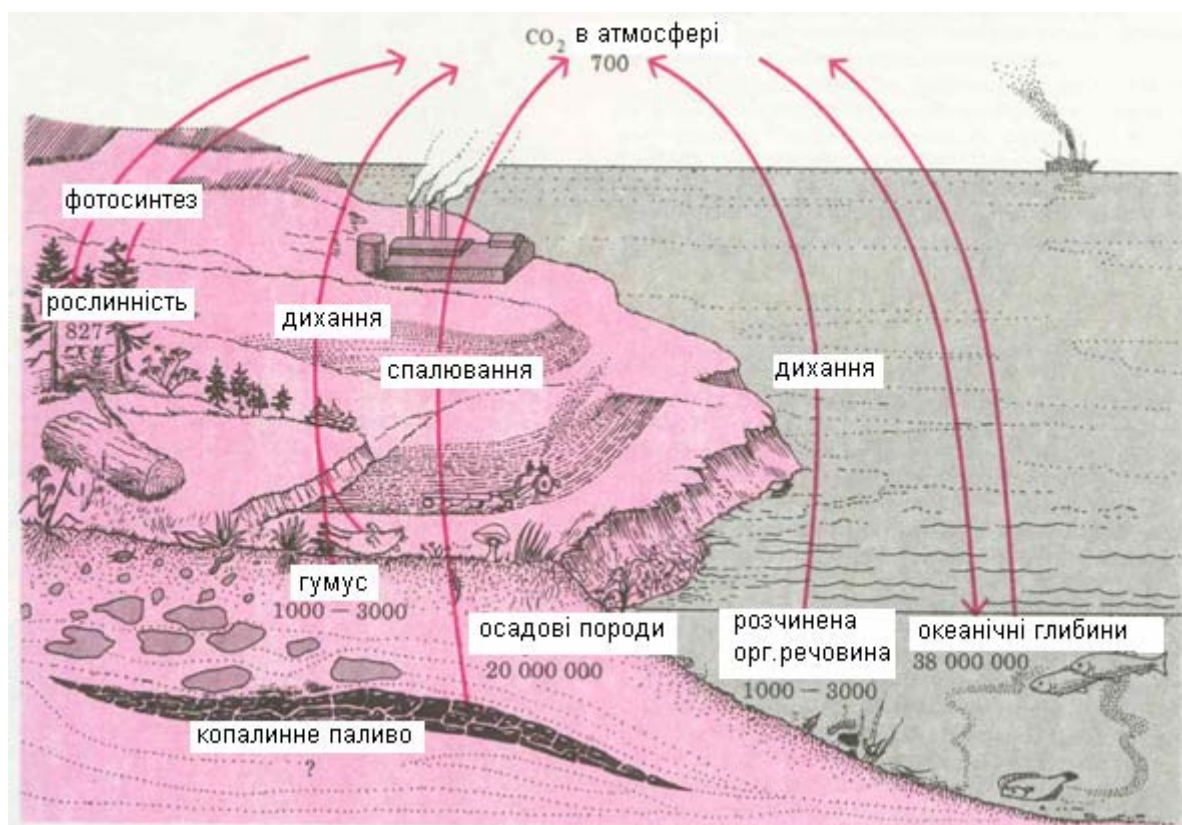 CO₂ в атмосфері
700
фотосинтез
рослинність
827
дихання
спалювання
дихання
гумус
1000 – 3000
осадові породи
20 000 000
розчинена
орг.речовина
1000 – 3000
океанічні глибини
38 000 000
копалинне паливо
?